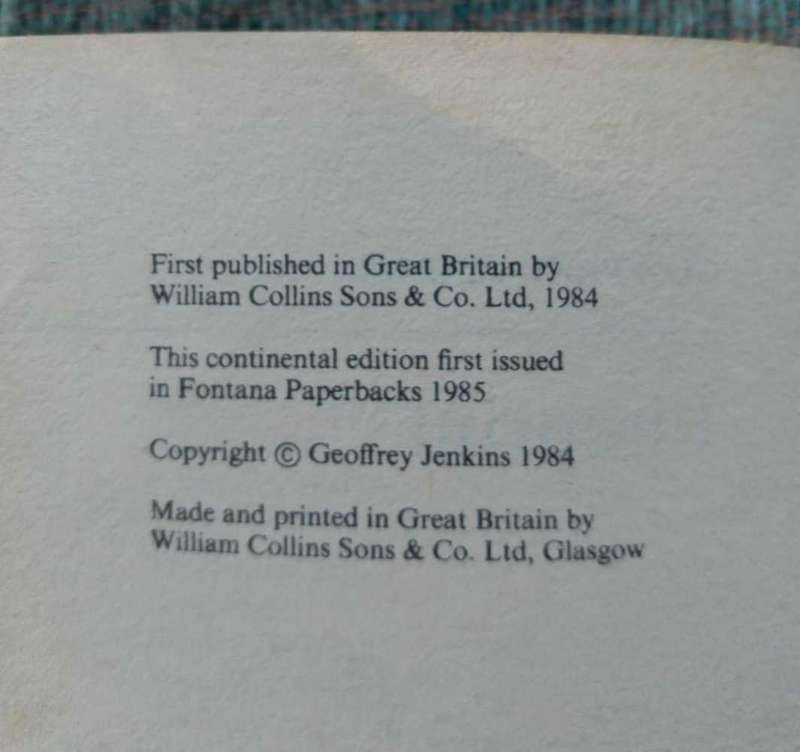 First published in Great Britain by
William Collins Sons & Co. Ltd, 1984
This continental edition first issued
in Fontana Paperbacks 1985
Copyright © Geoffrey Jenkins 1984
Made and printed in Great Britain by
William Collins Sons & Co. Ltd, Glasgow